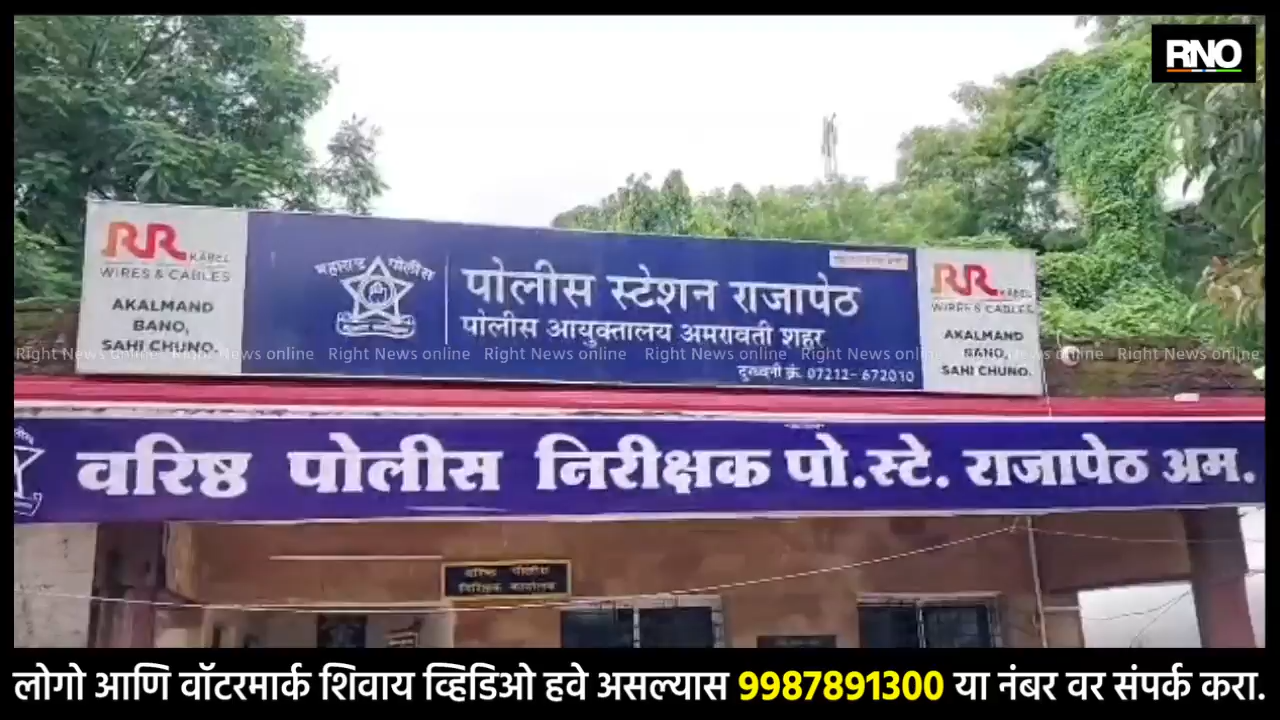 RNO
RR KABEL
WIRES & CABLES
AKALMAND
BANO,
SAHI CHUNO.
महाराष्ट्र पोलीस
पोलीस स्टेशन राजापेठ
पोलीस आयुक्तालय अमरावती शहर
दुरध्वनी क्रं. 07212-672010
RR KABEL
WIRES & CABLES
AKALMAND
BANO,
SAHI CHUNO.
Right News online Right News online Right News online Right News online Right News online Right News online Right News online Right News online
वरिष्ठ पोलीस निरीक्षक पो.स्टे. राजापेठ अम.
वरिष्ठ पोलीस
निरिक्षक कार्यालय
लोगो आणि वॉटरमार्क शिवाय व्हिडिओ हवे असल्यास 9987891300 या नंबर वर संपर्क करा.